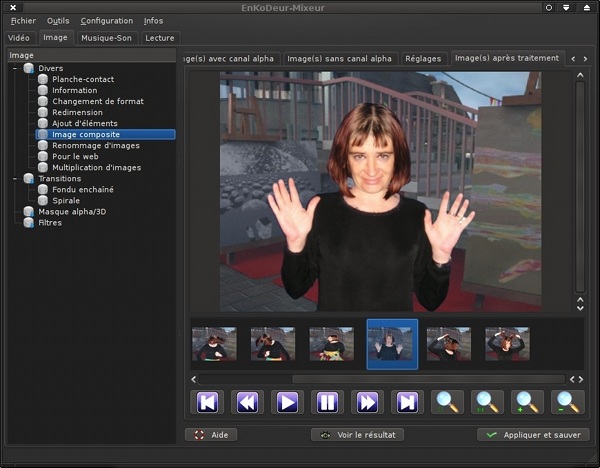 EnKoDeur-Mixeur
Fichier Outils Configuration Infos
Vidéo Image Musique-Son Lecture
Image
Divers
Planche-contact
Information
Changement de format
Redimension
Ajout d'éléments
Image composite
Renommage d'images
Pour le web
Multiplication d'images
Transitions
Fondu enchaîné
Spirale
Masque alpha/3D
Filtres
ge(s) avec canal alpha Image(s) sans canal alpha Réglages Image(s) après traitement
Aide Voir le résultat Appliquer et sauver